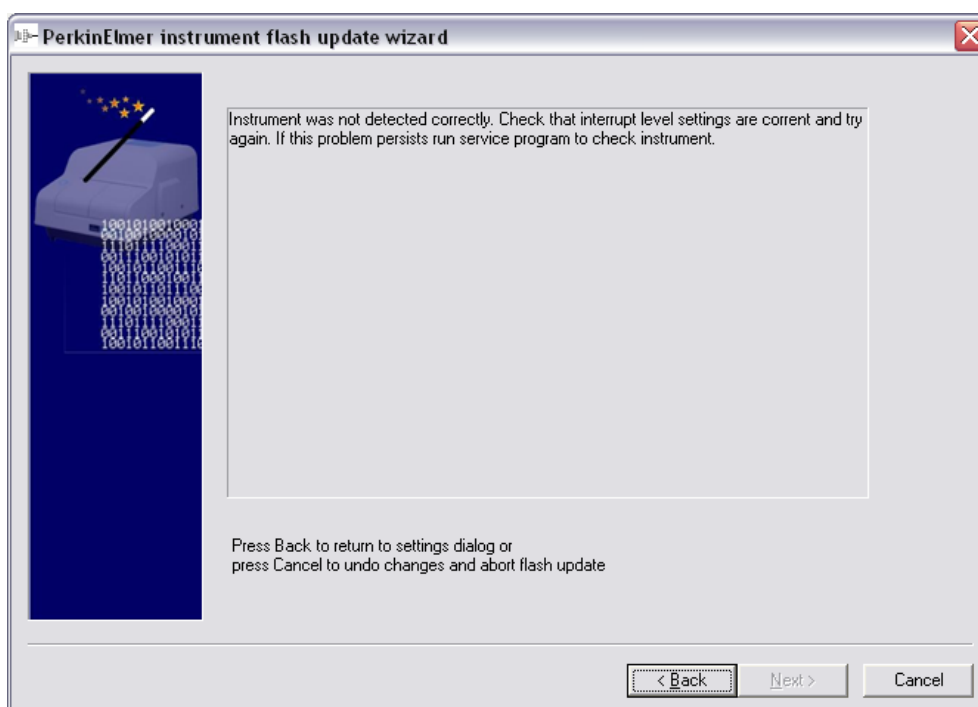 PerkinElmer instrument flash update wizard
Instrument was not detected correctly. Check that interrupt level settings are corrent and try
again. If this problem persists run service program to check instrument.
Press Back to return to settings dialog or
press Cancel to undo changes and abort flash update
< Back
Next >
Cancel